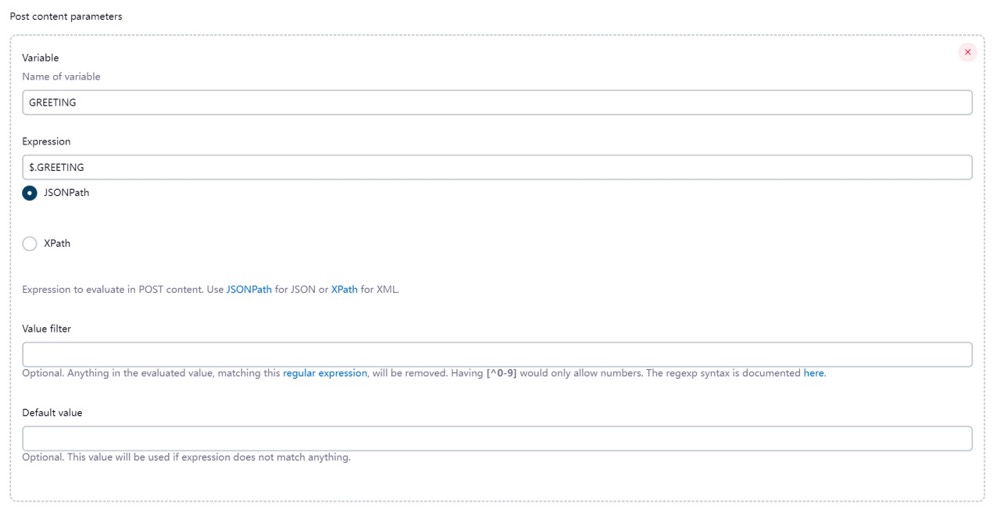 Post content parameters
Variable
Name of variable
GREETING
Expression
$.GREETING
JSONPath
XPath
Expression to evaluate in POST content. Use JSONPath for JSON or XPath for XML.
Value filter
Optional. Anything in the evaluated value, matching this regular expression, will be removed. Having [^0-9] would only allow numbers. The regexp syntax is documented here.
Default value
Optional. This value will be used if expression does not match anything.